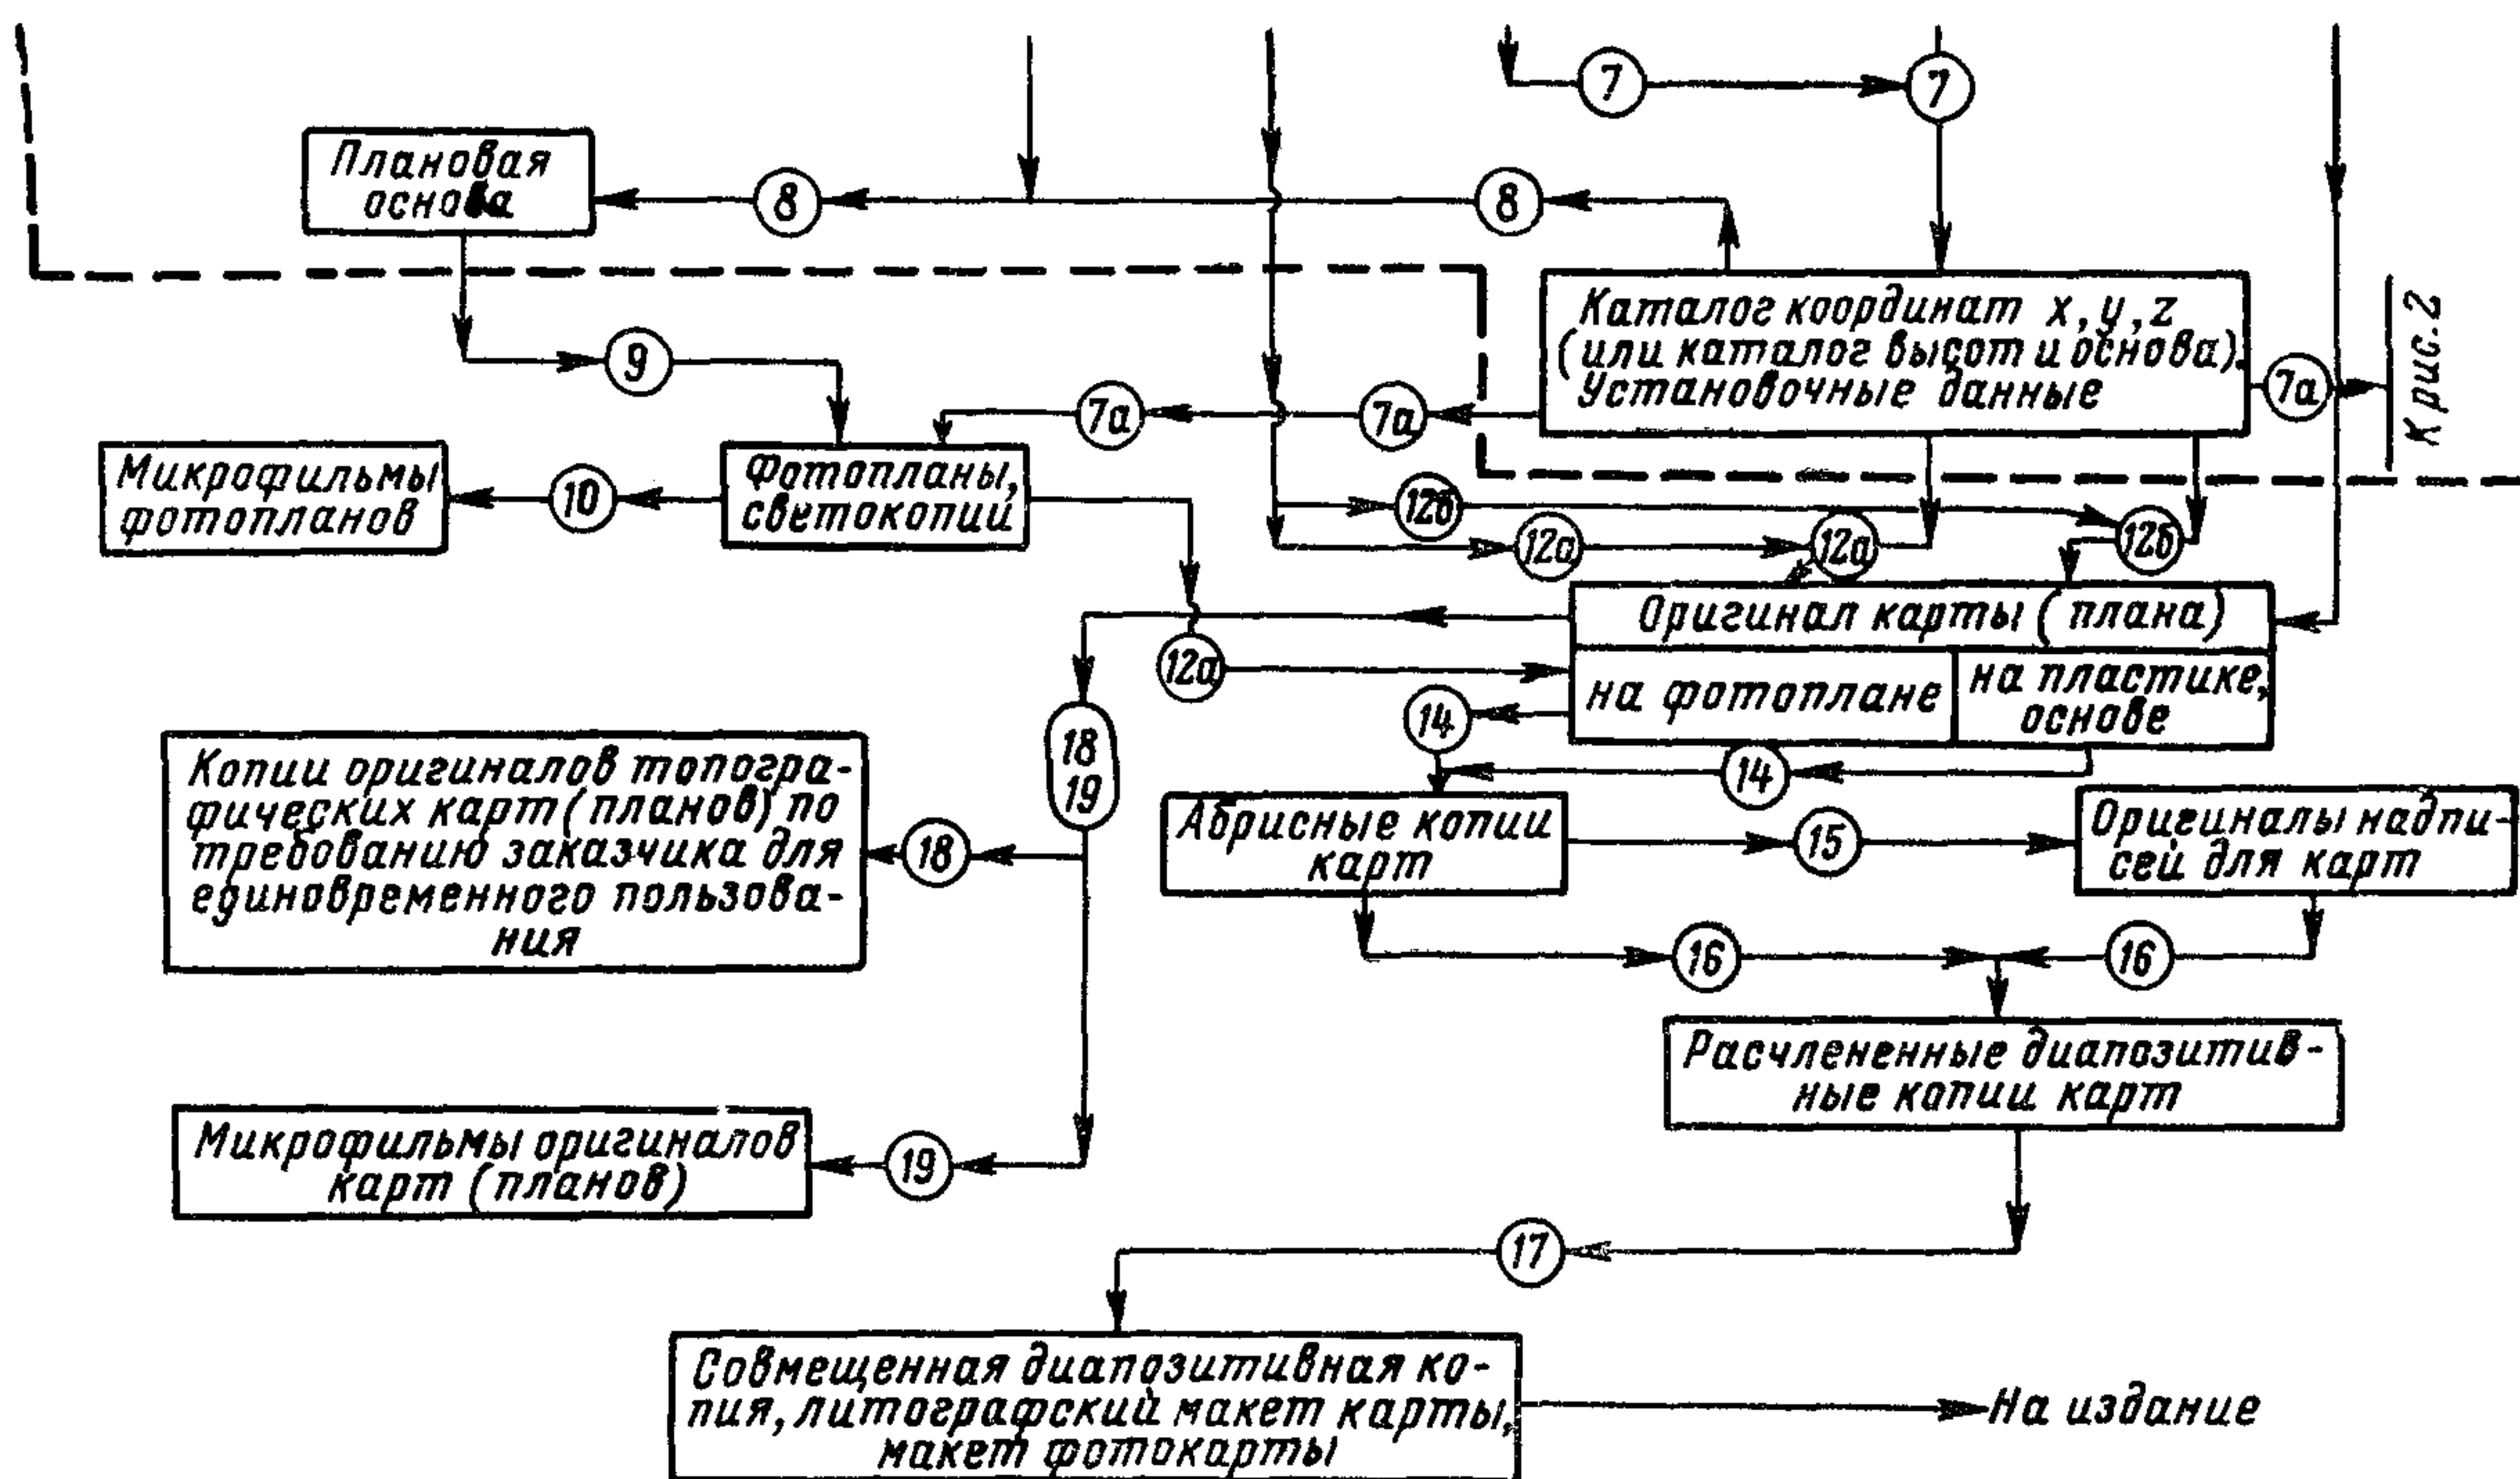 7
7
Плановая
основа
8
8
Каталог координат x, y, z
(или каталог высот и основа).
Установочные данные
7а
К рис.2
9
7а
7а
Микрофильмы
фотопланов
10
Фотопланы,
светокопии
12б
12а
12а
12б
Оригинал карты (плана)
на фотоплане
на пластике,
основе
12а
14
14
18
19
Копии оригиналов топогра-
фических карт (планов) по
требованию заказчика для
единовременного пользова-
ния
18
Абрисные копии
карт
15
Оригиналы надпи-
сей для карт
16
16
Расчлененные диапозитив-
ные копии карт
Микрофильмы оригиналов
карт (планов)
19
17
Совмещенная диапозитивная ко-
пия, литографский макет карты,
макет фотокарты
На издание